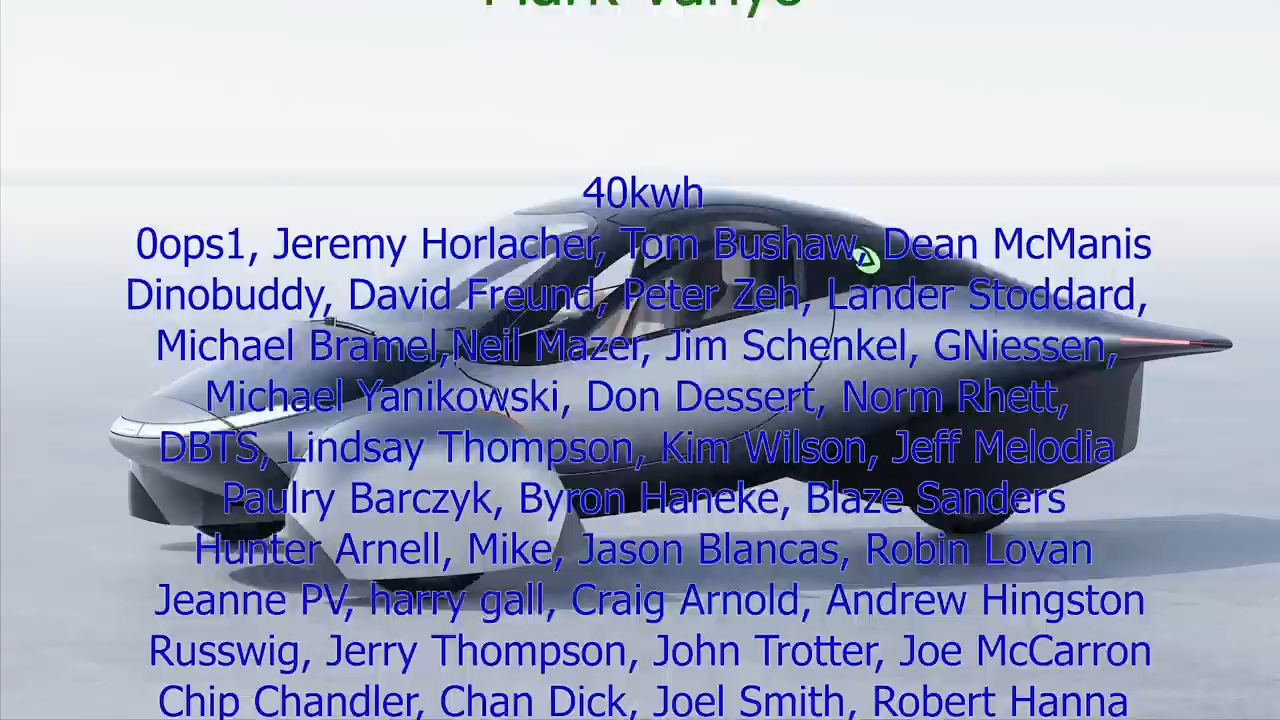 40kwh
0ops1, Jeremy Horlacher, Tom Bushaw, Dean McManis
Dinobuddy, David Freund, Peter Zeh, Lander Stoddard,
Michael Bramel,Neil Mazer, Jim Schenkel, GNiessen,
Michael Yanikowski, Don Dessert, Norm Rhett,
DBTS, Lindsay Thompson, Kim Wilson, Jeff Melodia
Paulry Barczyk, Byron Haneke, Blaze Sanders
Hunter Arnell, Mike, Jason Blancas, Robin Lovan
Jeanne PV, harry gall, Craig Arnold, Andrew Hingston
Russwig, Jerry Thompson, John Trotter, Joe McCarron
Chip Chandler, Chan Dick, Joel Smith, Robert Hanna